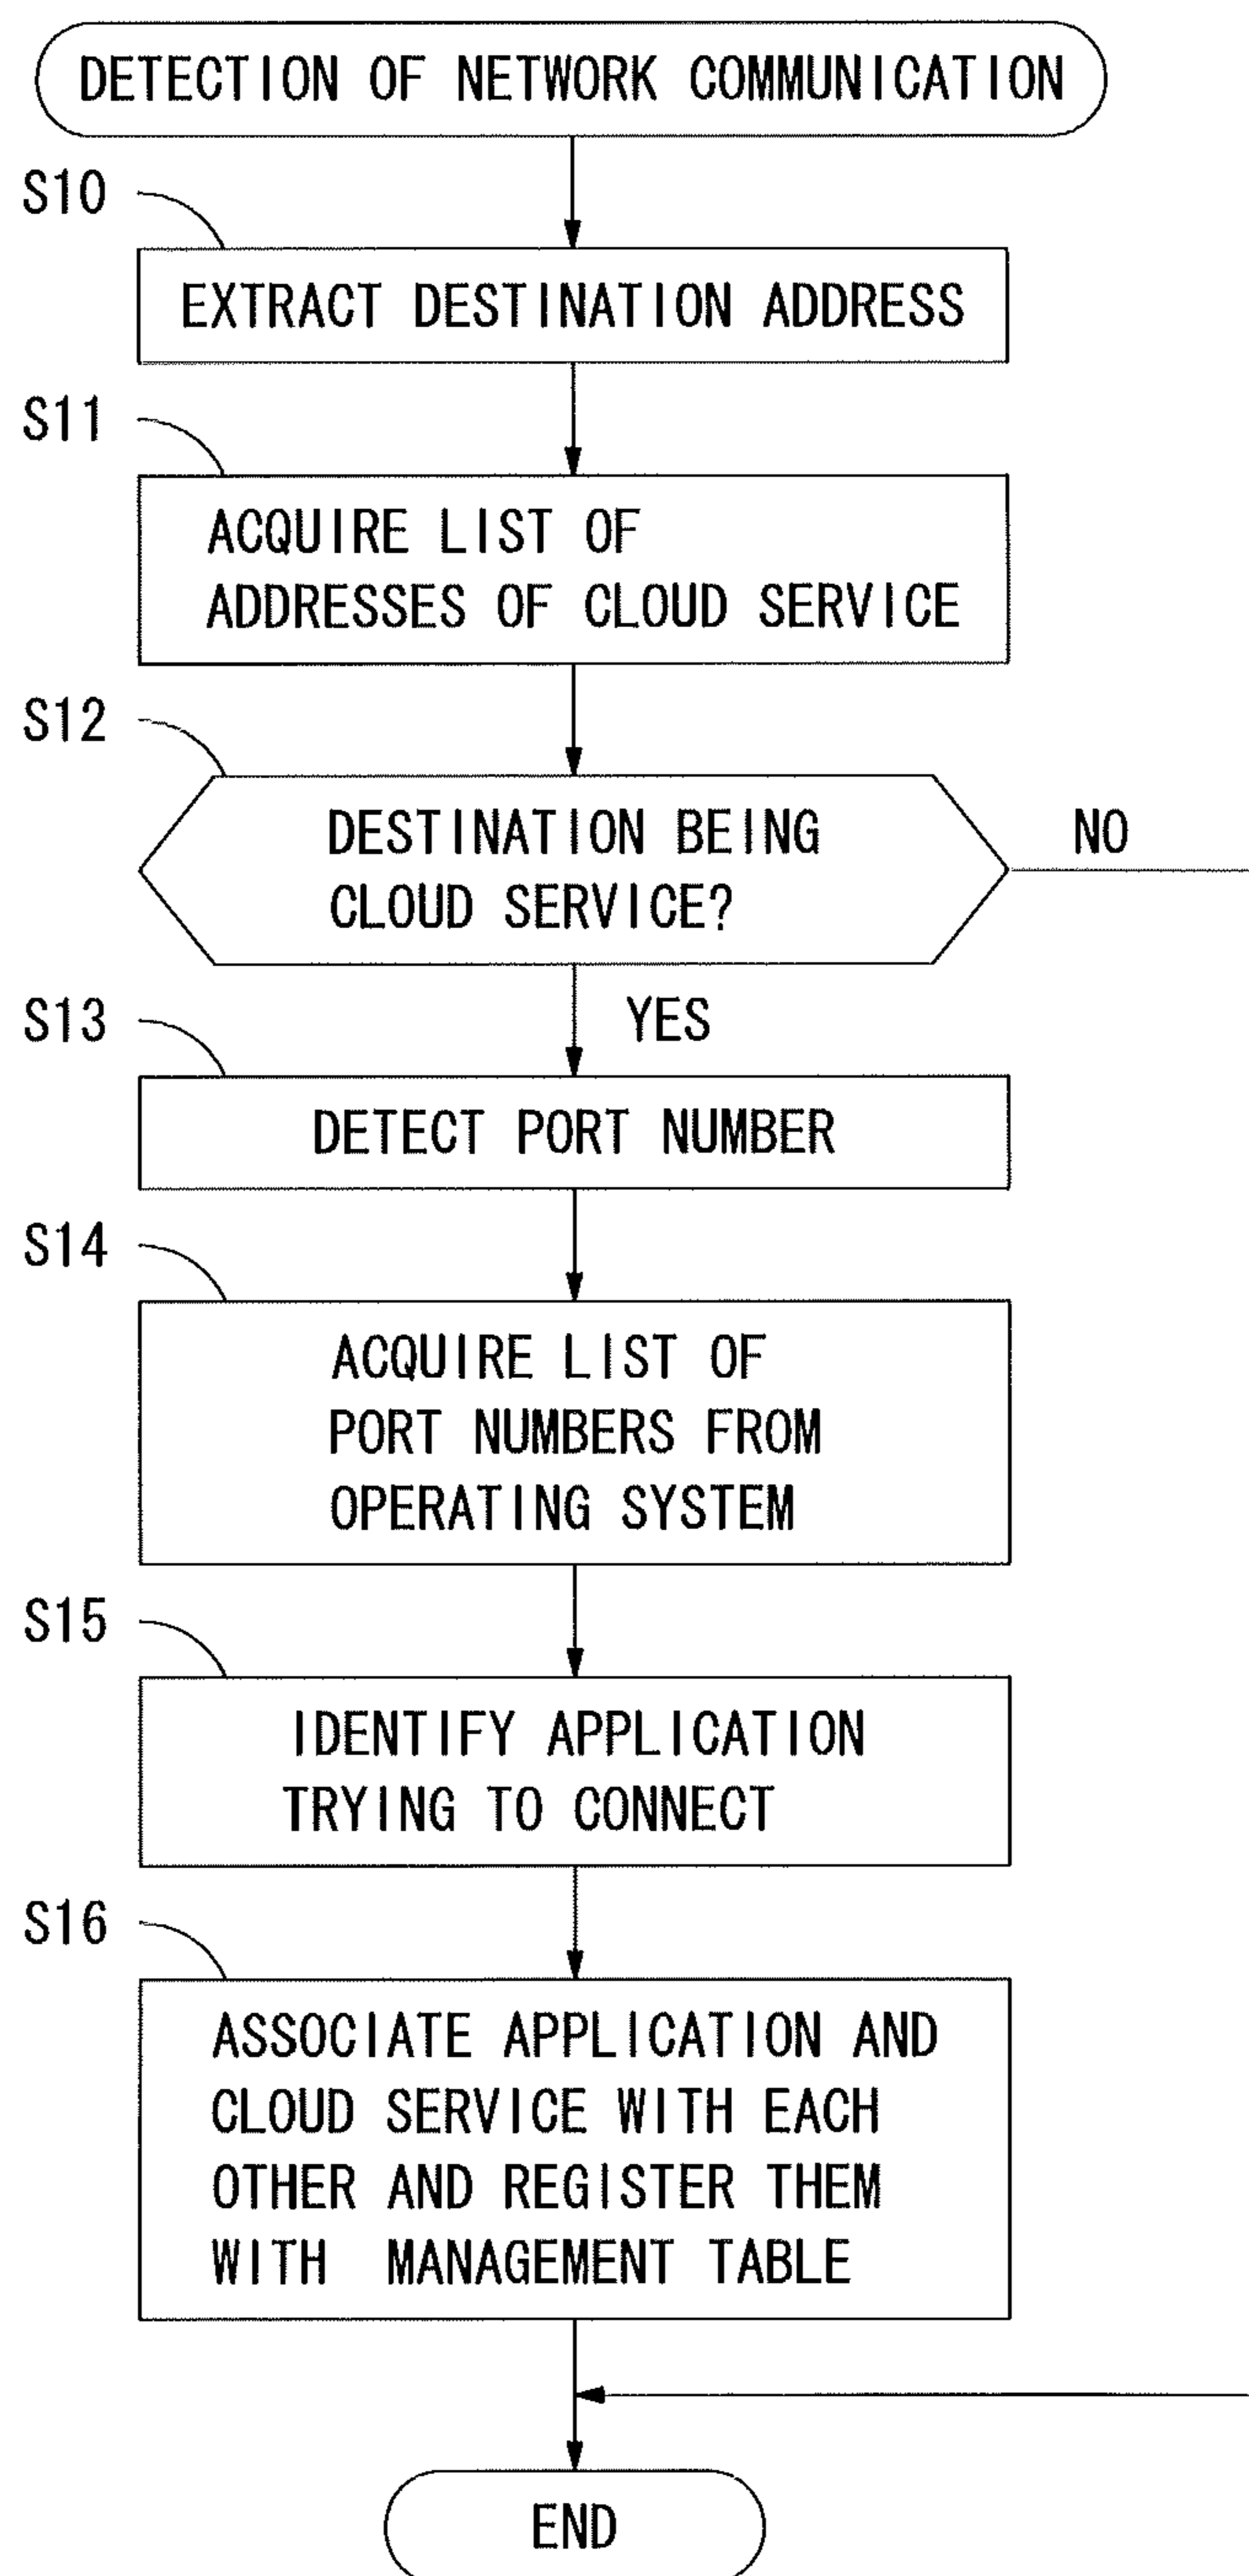 DETECTION OF NETWORK COMMUNICATION
S10
EXTRACT DESTINATION ADDRESS
S11
ACQUIRE LIST OF
ADDRESSES OF CLOUD SERVICE
S12
DESTINATION BEING
CLOUD SERVICE?
NO
YES
S13
DETECT PORT NUMBER
S14
ACQUIRE LIST OF
PORT NUMBERS FROM
OPERATING SYSTEM
S15
IDENTIFY APPLICATION
TRYING TO CONNECT
S16
ASSOCIATE APPLICATION AND
CLOUD SERVICE WITH EACH
OTHER AND REGISTER THEM
WITH MANAGEMENT TABLE
END